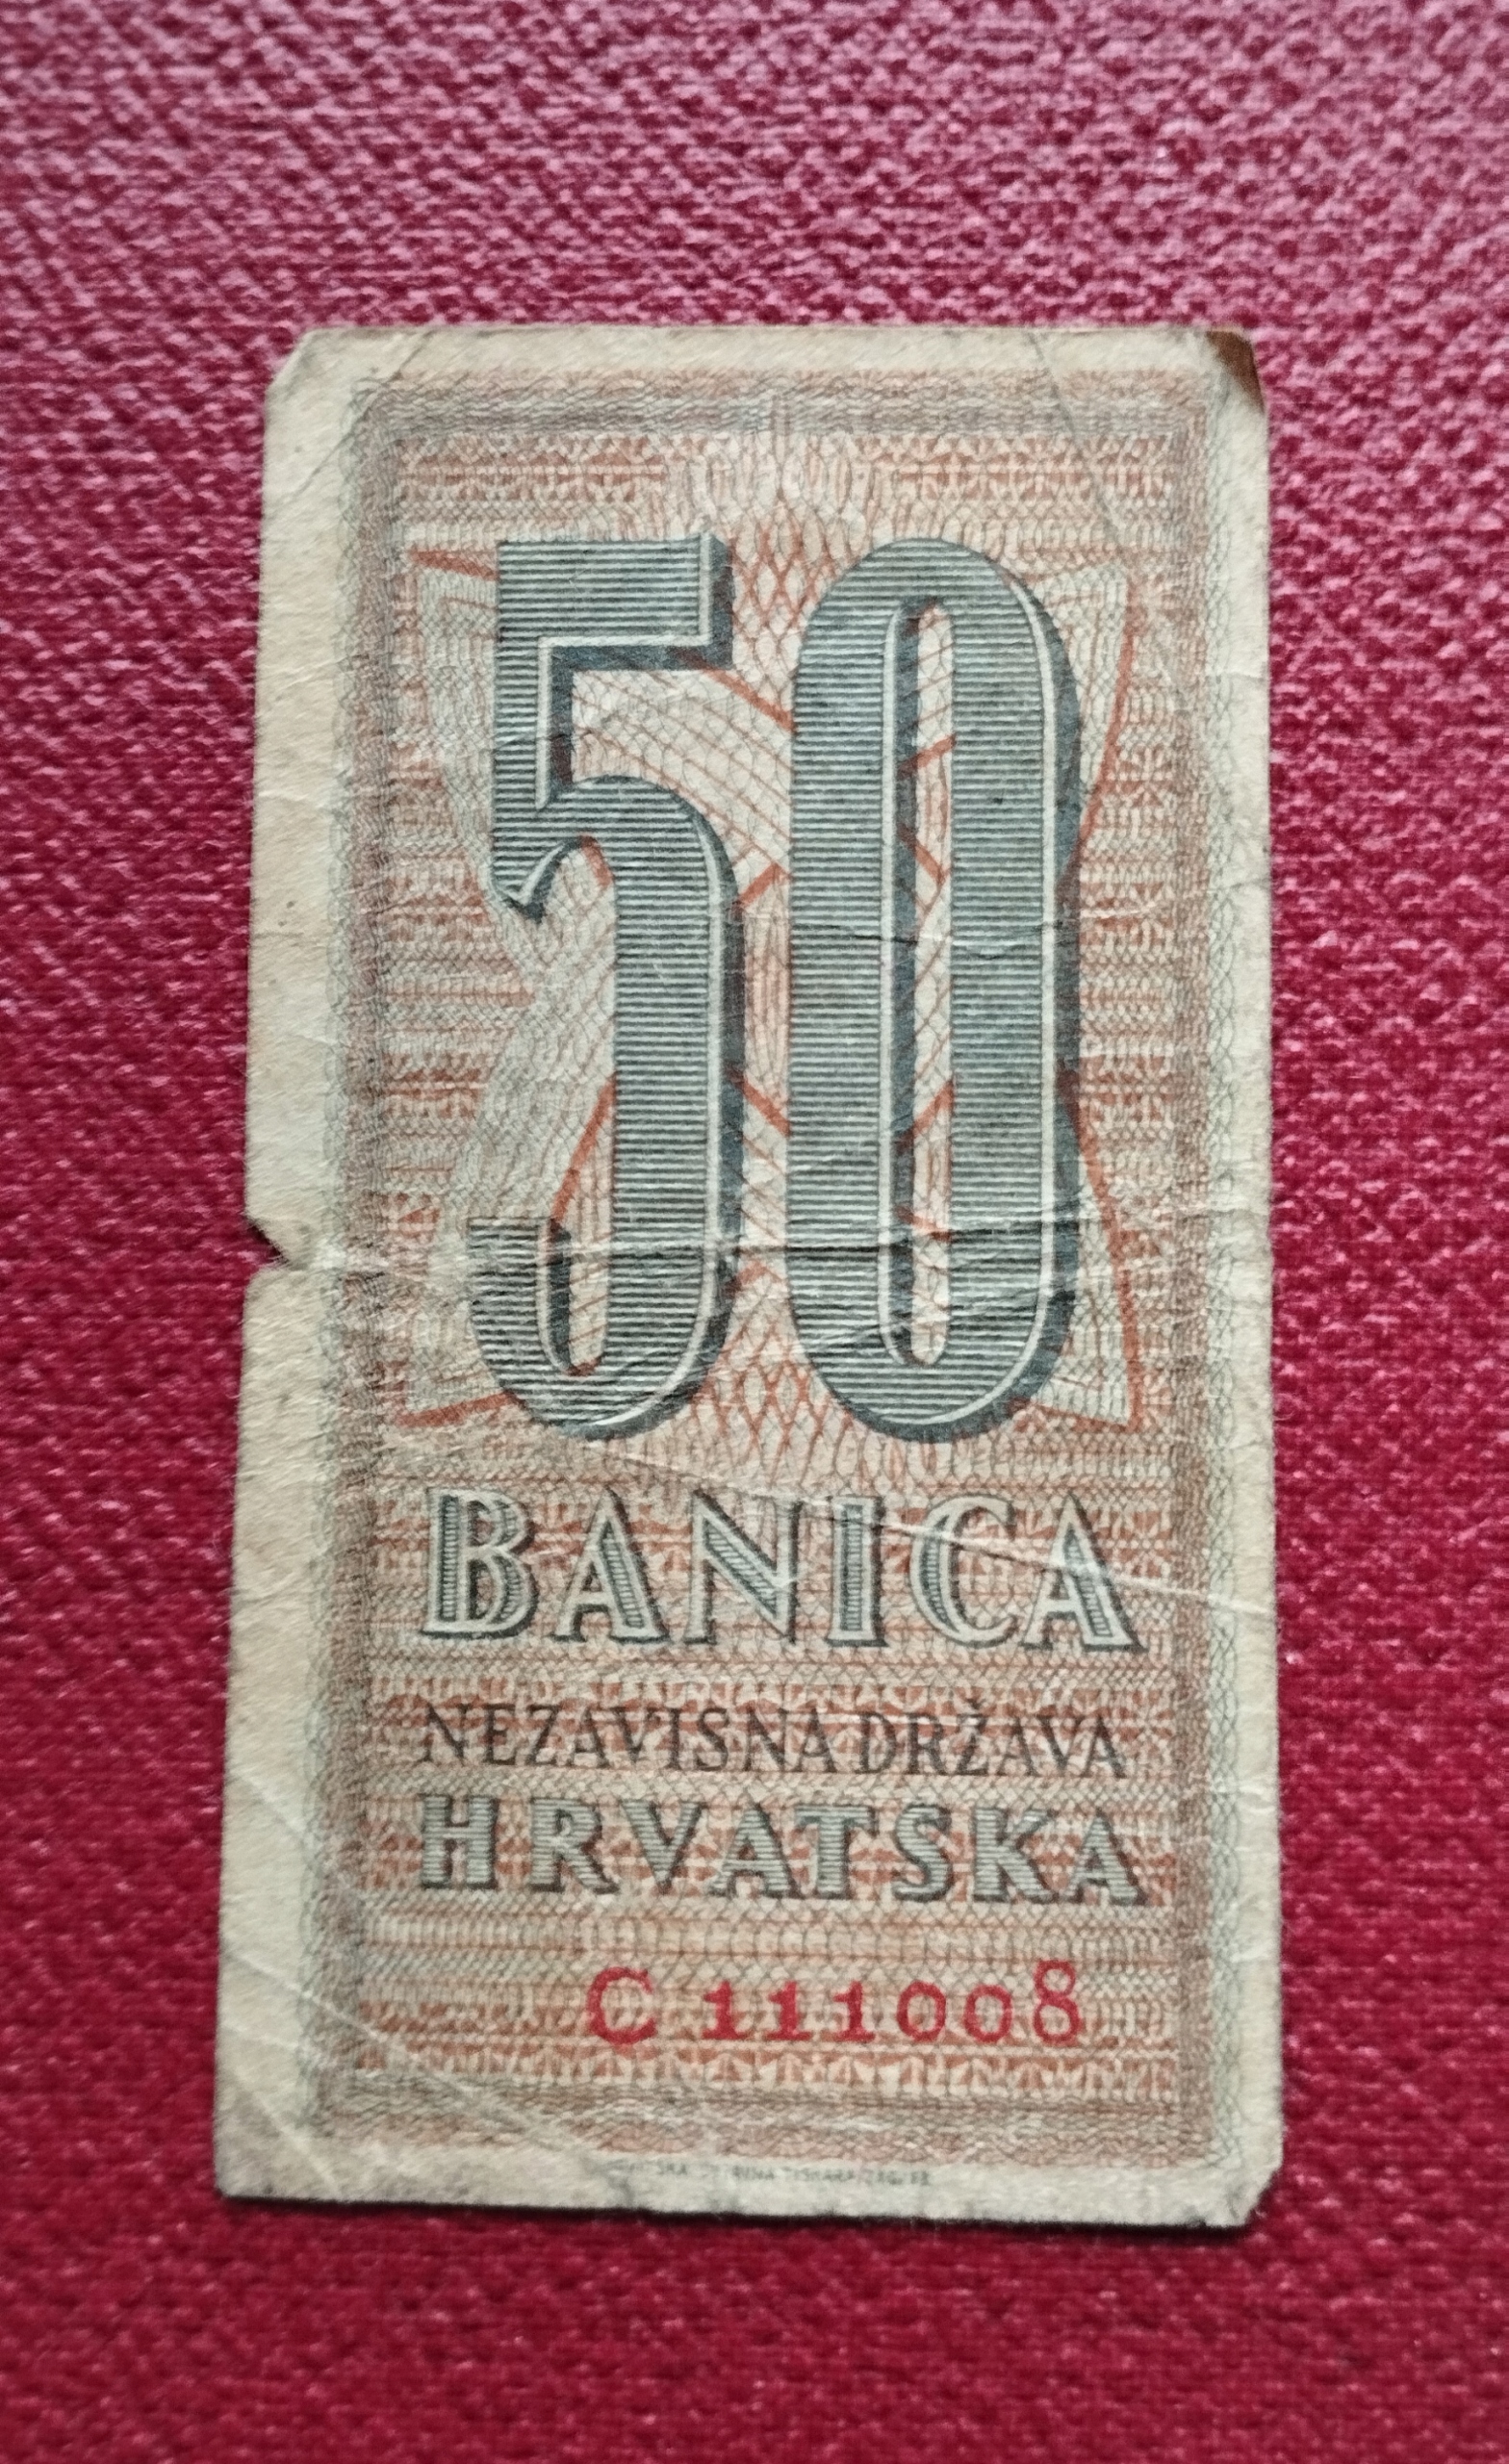 50
BANICA
NEZAVISNA DRŽAVA
HRVATSKA
C 111008